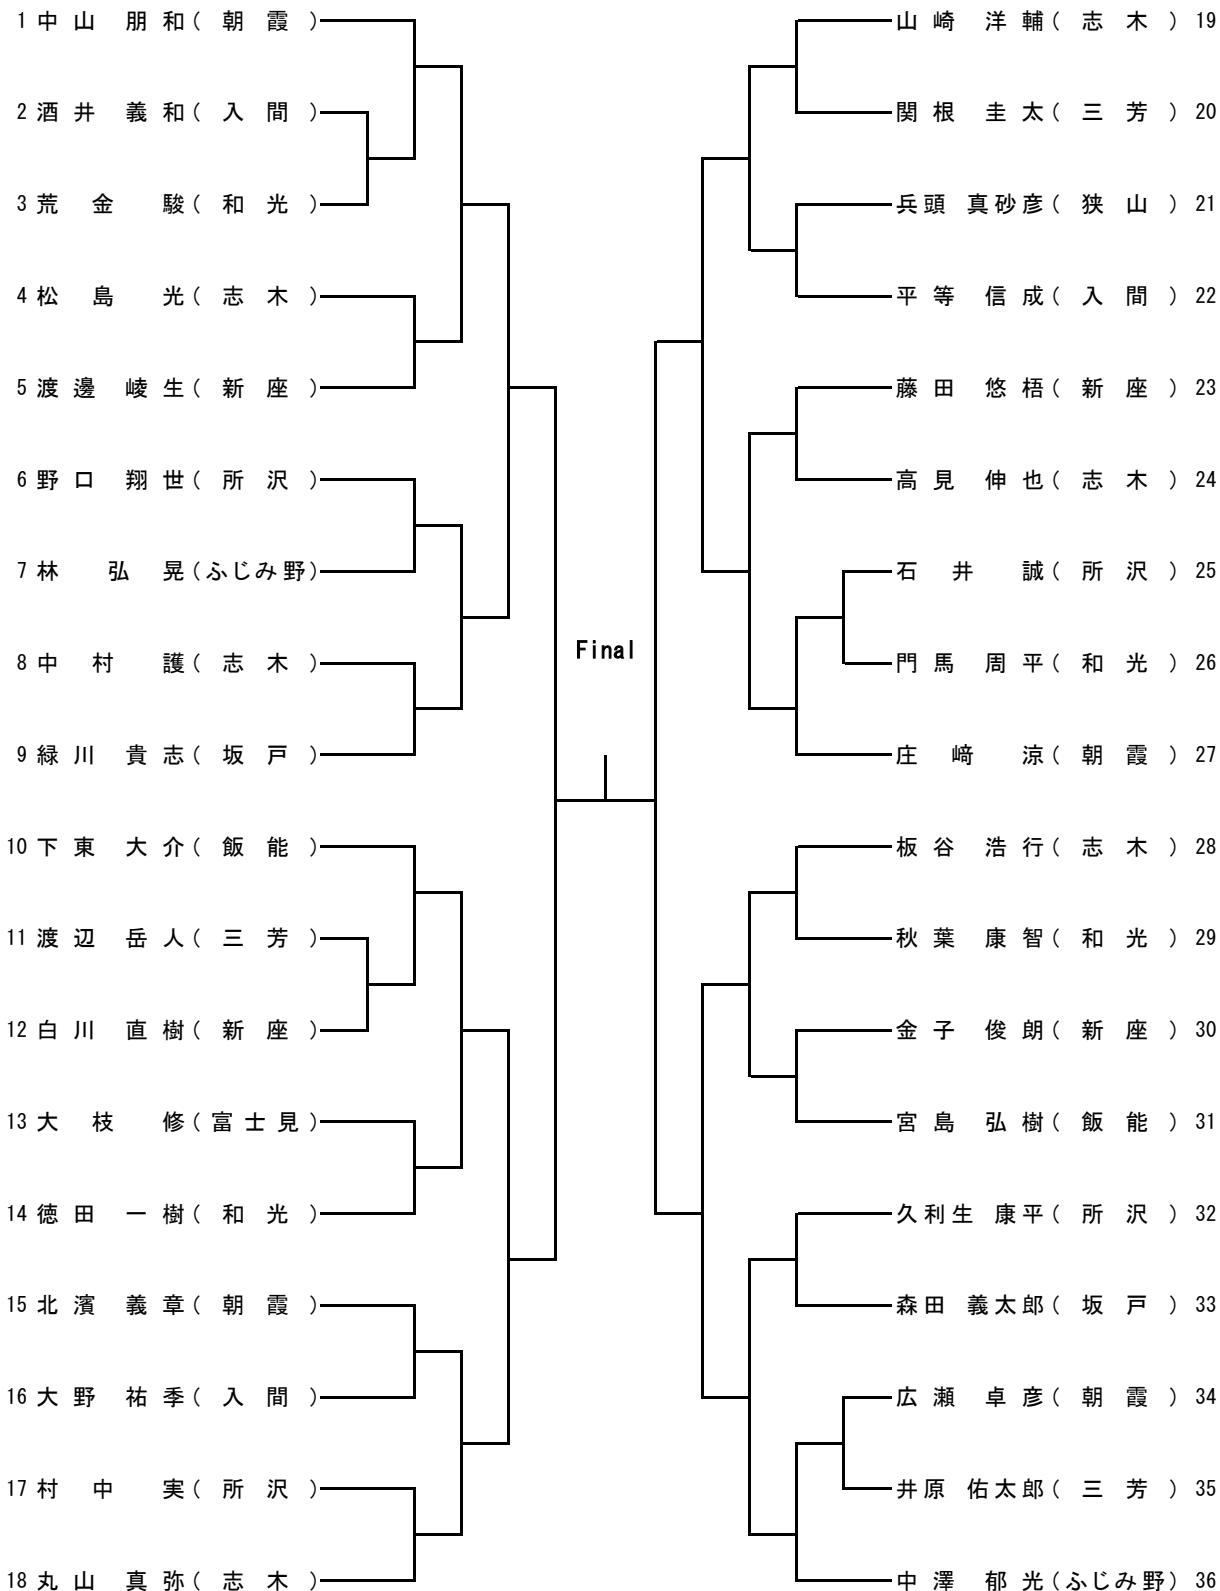 1 中山 朋和(朝霞)
2 酒井 義和(入間)
3 荒金 駿(和光)
4 松島 光(志木)
5 渡邊 崚生(新座)
6 野口 翔世(所沢)
7 林 弘晃(ふじみ野)
8 中村 護(志木)
9 緑川 貴志(坂戸)
10 下東 大介(飯能)
11 渡辺 岳人(三芳)
12 白川 直樹(新座)
13 大枝 修(富士見)
14 徳田 一樹(和光)
15 北濱 義章(朝霞)
16 大野 祐季(入間)
17 村中 実(所沢)
18 丸山 真弥(志木)
Final
山崎 洋輔(志木) 19
関根 圭太(三芳) 20
兵頭 真砂彦(狭山) 21
平等 信成(入間) 22
藤田 悠梧(新座) 23
高見 伸也(志木) 24
石井 誠(所沢) 25
門馬 周平(和光) 26
庄﨑 涼(朝霞) 27
板谷 浩行(志木) 28
秋葉 康智(和光) 29
金子 俊朗(新座) 30
宮島 弘樹(飯能) 31
久利生 康平(所沢) 32
森田 義太郎(坂戸) 33
広瀬 卓彦(朝霞) 34
井原 佑太郎(三芳) 35
中澤 郁光(ふじみ野) 36